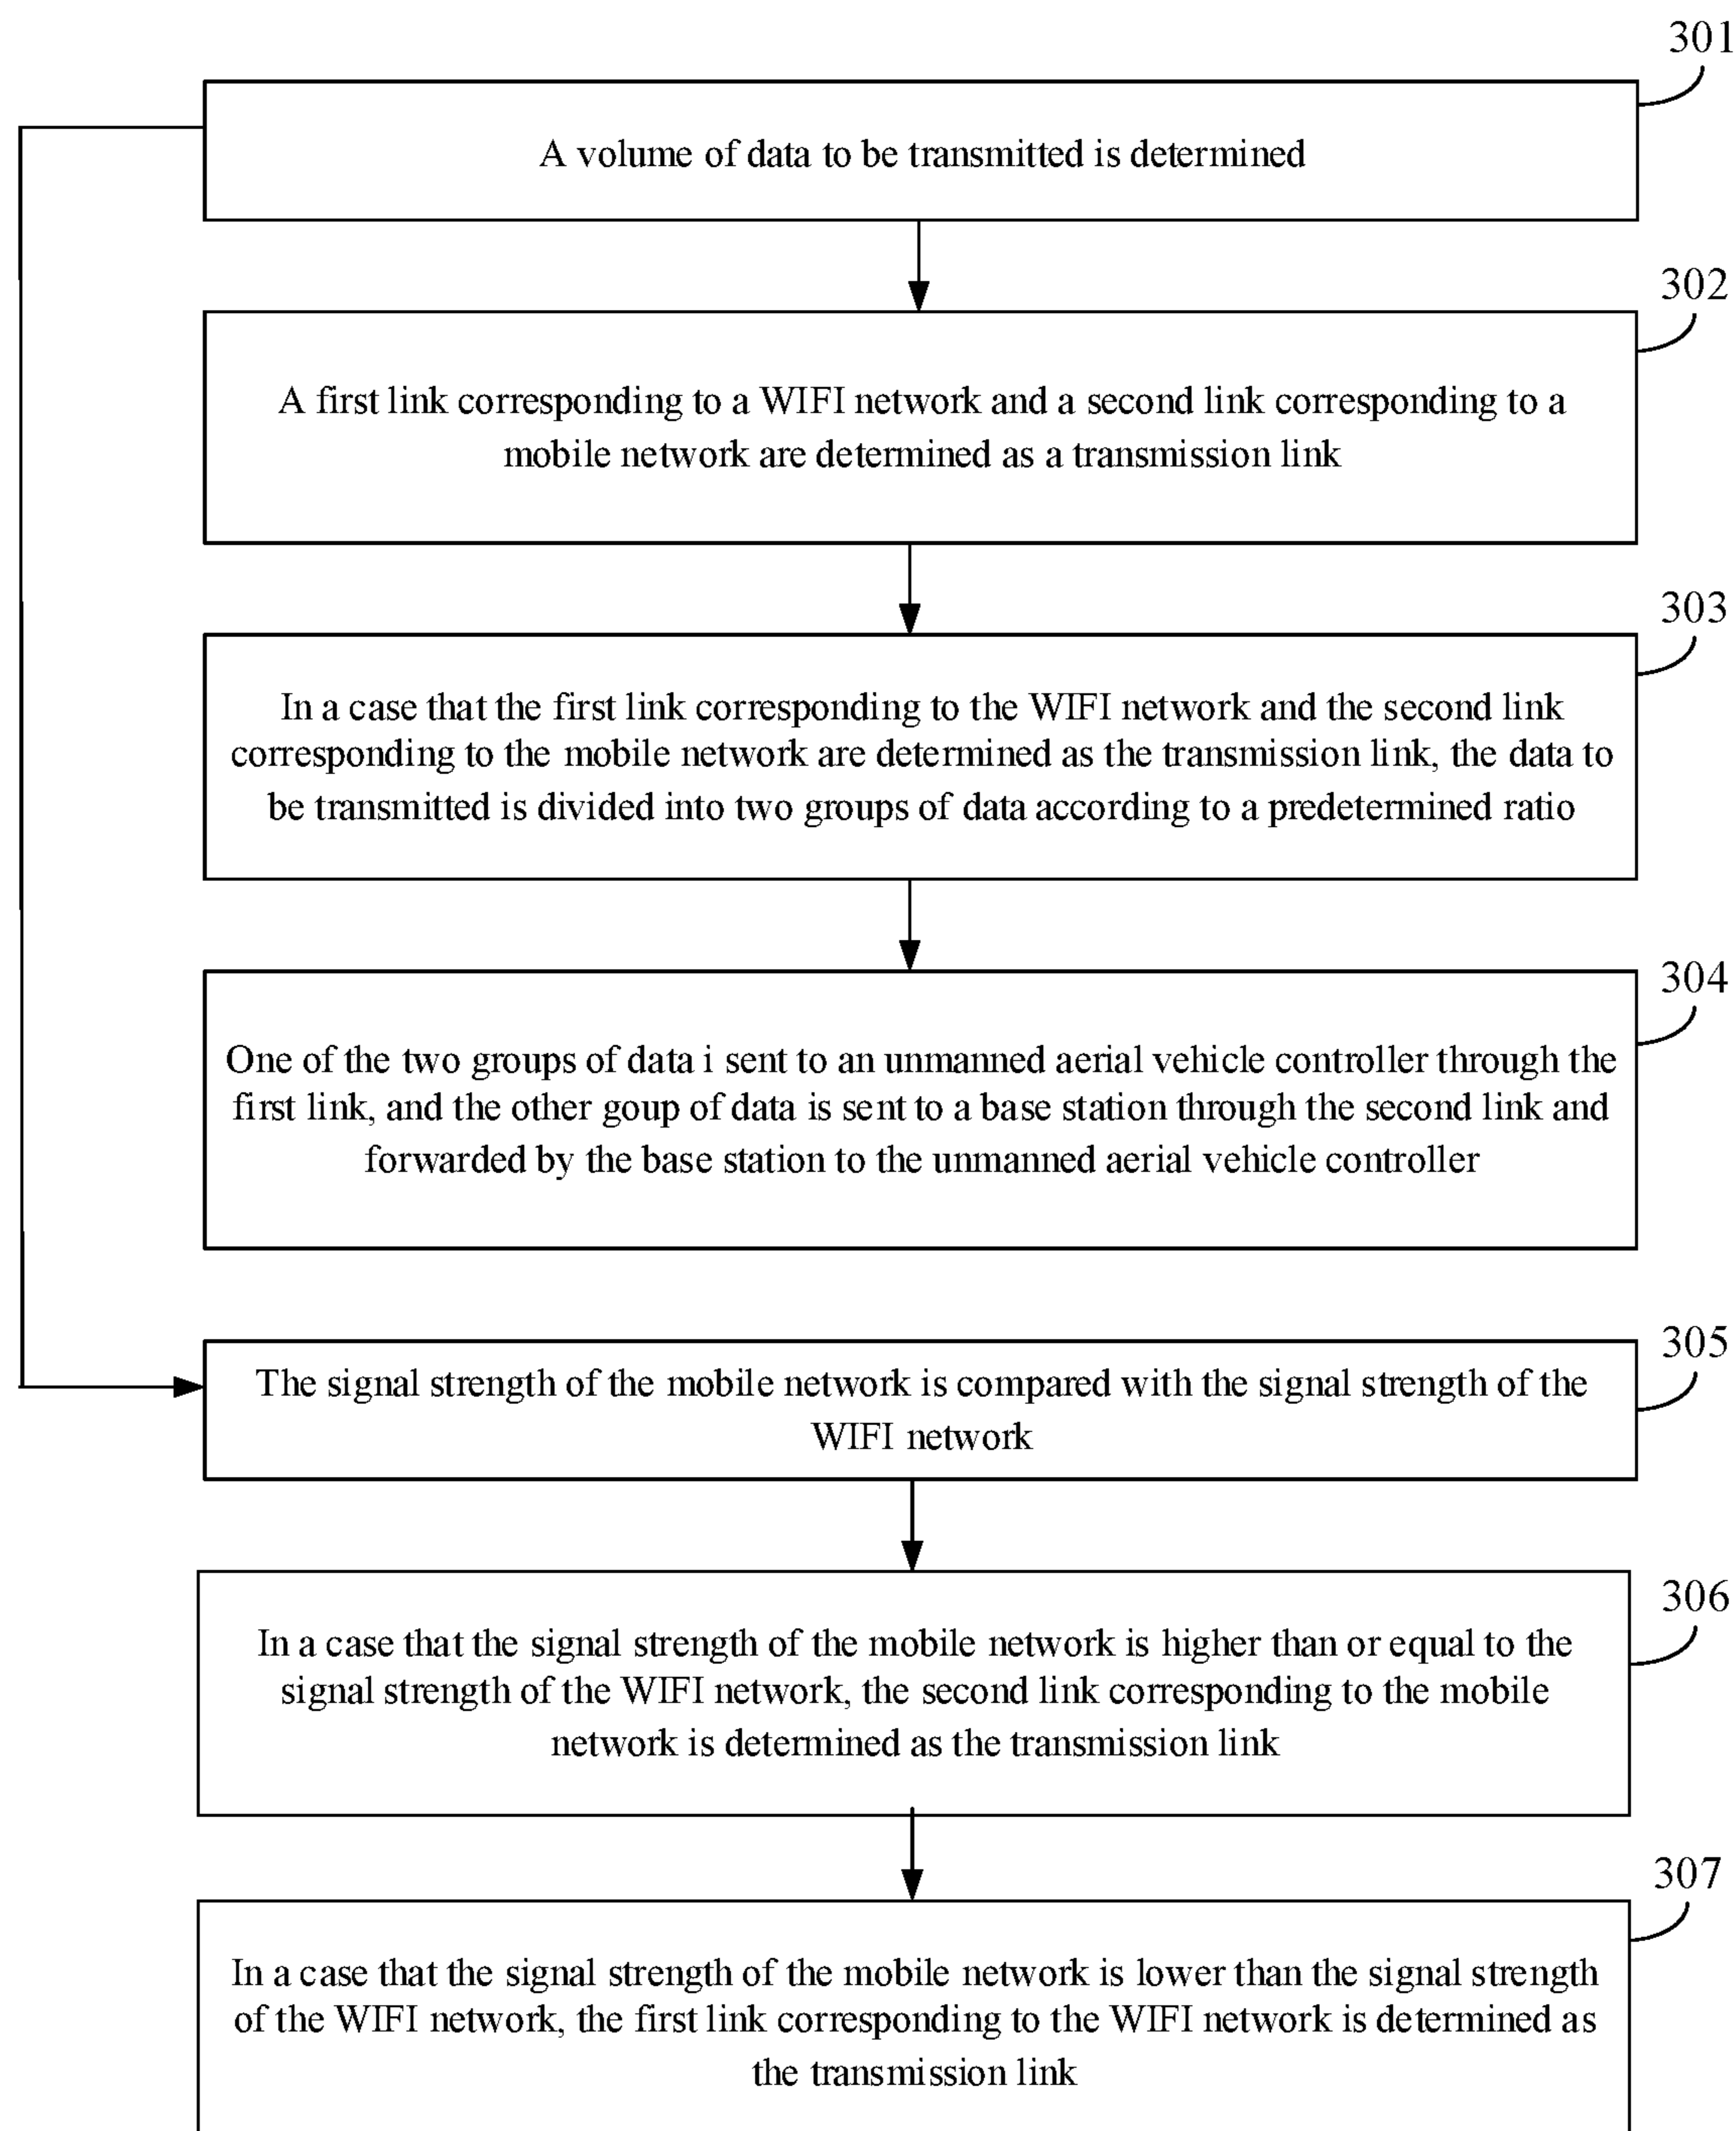 301
A volume of data to be transmitted is determined
302
A first link corresponding to a WIFI network and a second link corresponding to a
mobile network are determined as a transmission link
303
In a case that the first link corresponding to the WIFI network and the second link
corresponding to the mobile network are determined as the transmission link, the data to
be transmitted is divided into two groups of data according to a predetermined ratio
304
One of the two groups of data i sent to an unmanned aerial vehicle controller through the
first link, and the other goup of data is sent to a base station through the second link and
forwarded by the base station to the unmanned aerial vehicle controller
305
The signal strength of the mobile network is compared with the signal strength of the
WIFI network
306
In a case that the signal strength of the mobile network is higher than or equal to the
signal strength of the WIFI network, the second link corresponding to the mobile
network is determined as the transmission link
307
In a case that the signal strength of the mobile network is lower than the signal strength
of the WIFI network, the first link corresponding to the WIFI network is determined as
the transmission link